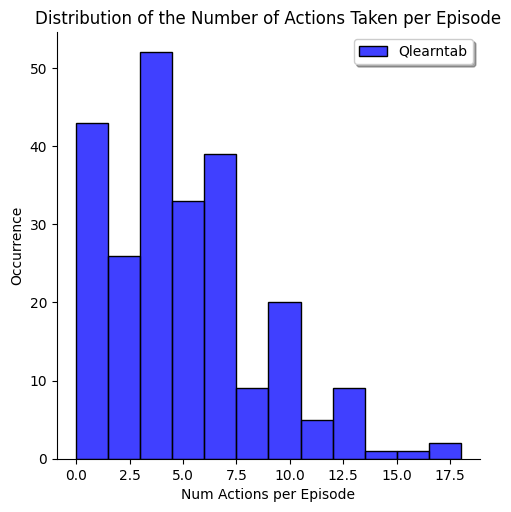 Distribution of the Number of Actions Taken per Episode
Qlearntab
50
40
30
20
10
0
Occurrence
0.0 2.5 5.0 7.5 10.0 12.5 15.0 17.5
Num Actions per Episode